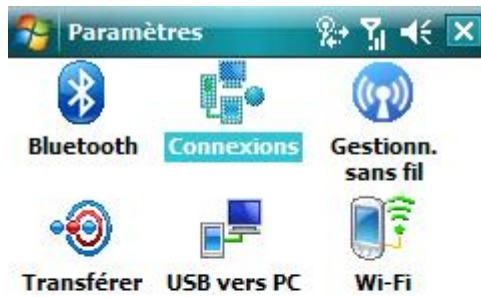 Paramètres
Bluetooth Connexions Gestionn.
sans fil
Transférer USB vers PC Wi-Fi